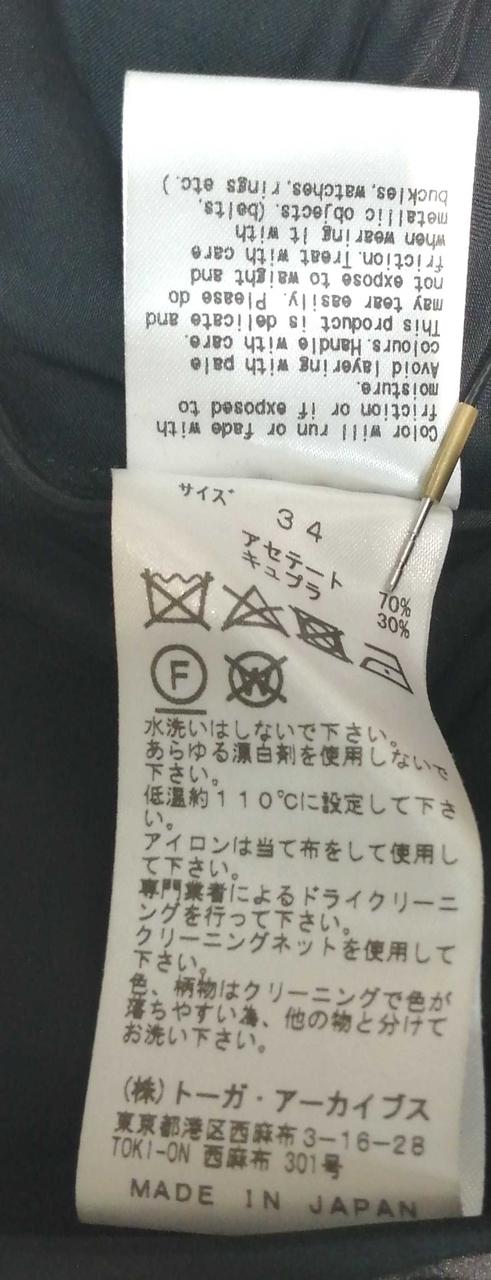 Color will run or fade with
friction or if exposed to
moisture.
Avoid layering with pale
colours. Handle with care.
This product is delicate and
may tear easily. Please do
not expose to waight and
friction. Treat with care
when wearing it with
metallic objects. (belts,
buckles, watches, rings etc.)
サイズ
34
アセテート 70%
キュプラ 30%
F W
水洗いはしないで下さい。
あらゆる漂白剤を使用しないで
下さい。
低温約110℃に設定して下さ
い。
アイロンは当て布をして使用し
て下さい。
専門業者によるドライクリーニ
ングを行って下さい。
クリーニングネットを使用して
下さい。
色、柄物はクリーニングで色が
落ちやすい為、他の物と分けて
お洗い下さい。
(株)トーガ・アーカイブス
東京都港区西麻布3-16-28
TOKI-ON 西麻布 301号
MADE IN JAPAN